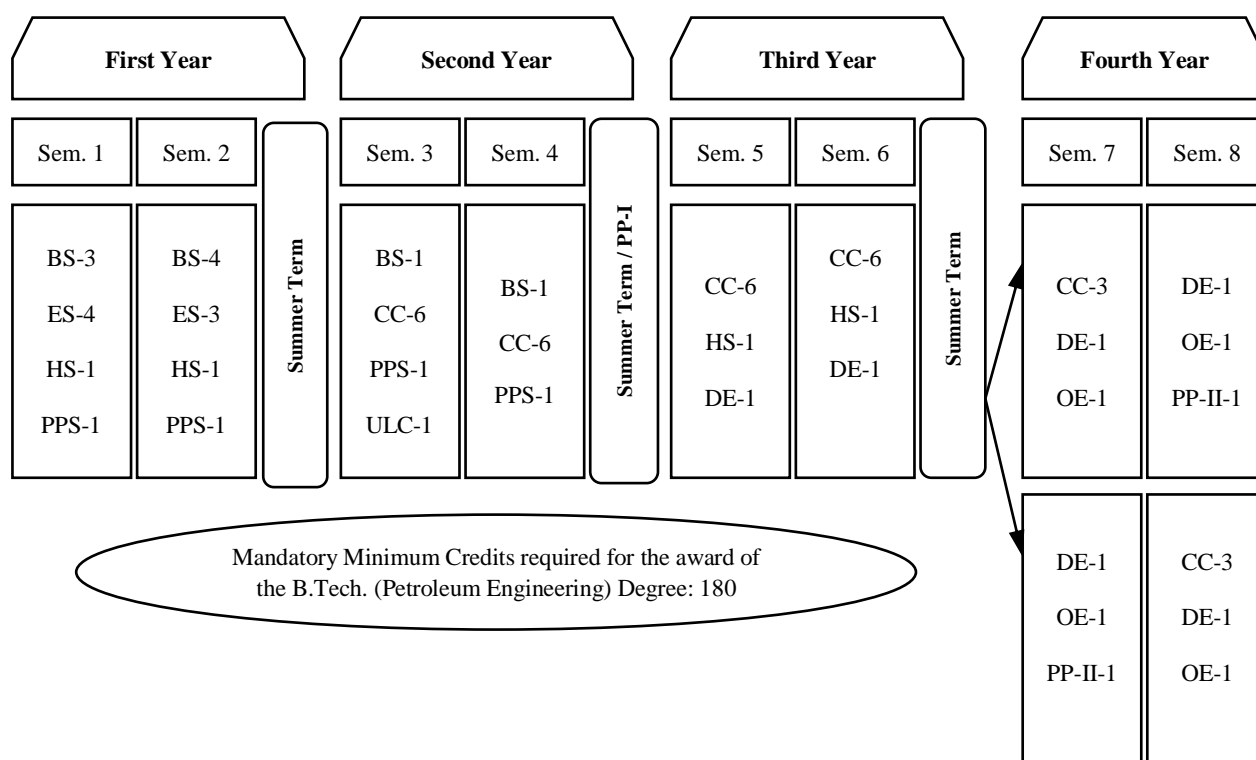 First Year
Second Year
Third Year
Fourth Year
Sem. 1
Sem. 2
Summer Term
Sem. 3
Sem. 4
Summer Term / PP-I
Sem. 5
Sem. 6
Summer Term
Sem. 7
Sem. 8
BS-3
ES-4
HS-1
PPS-1
BS-4
ES-3
HS-1
PPS-1
BS-1
CC-6
PPS-1
ULC-1
BS-1
CC-6
PPS-1
CC-6
HS-1
DE-1
CC-6
HS-1
DE-1
CC-3
DE-1
OE-1
DE-1
OE-1
PP-II-1
Mandatory Minimum Credits required for the award of
the B.Tech. (Petroleum Engineering) Degree: 180
DE-1
OE-1
PP-II-1
CC-3
DE-1
OE-1